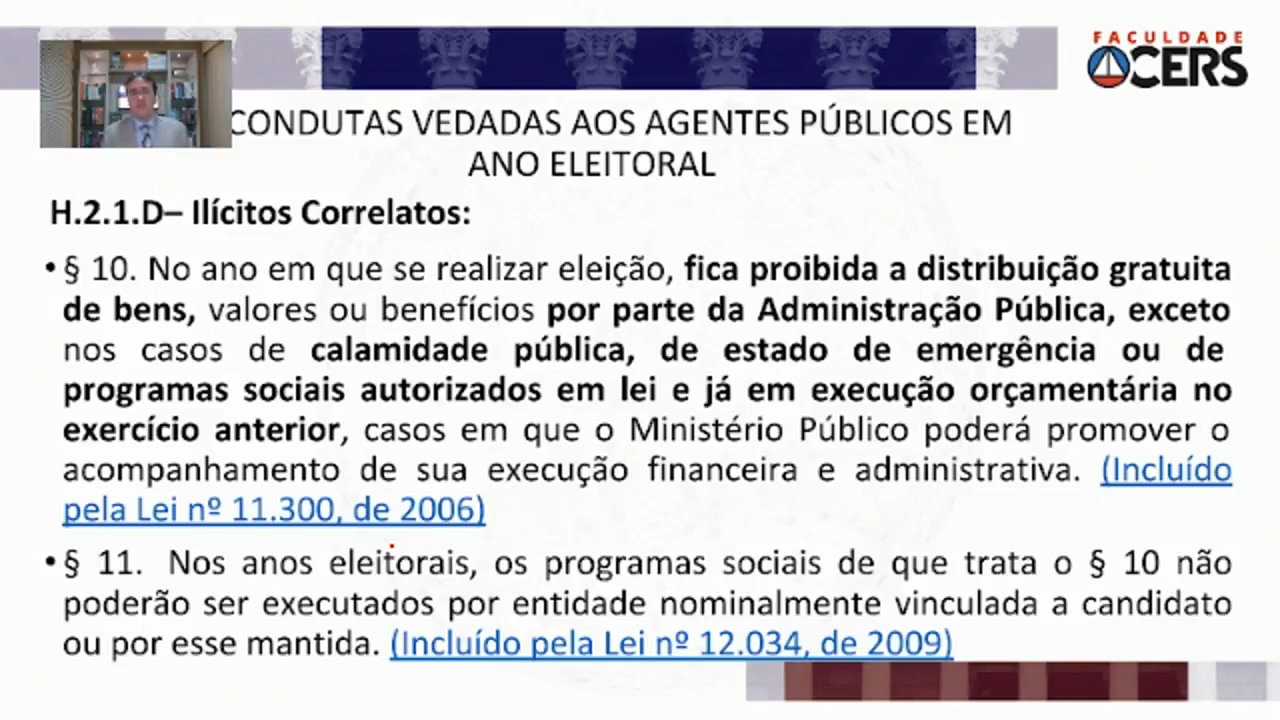 FACULDADE
CERS
CONDUTAS VEDADAS AOS AGENTES PÚBLICOS EM
ANO ELEITORAL
H.2.1.D– Ilícitos Correlatos:
• § 10. No ano em que se realizar eleição, fica proibida a distribuição gratuita
de bens, valores ou benefícios por parte da Administração Pública, exceto
nos casos de calamidade pública, de estado de emergência ou de
programas sociais autorizados em lei e já em execução orçamentária no
exercício anterior, casos em que o Ministério Público poderá promover o
acompanhamento de sua execução financeira e administrativa. (Incluído
pela Lei nº 11.300, de 2006)
• § 11. Nos anos eleitorais, os programas sociais de que trata o § 10 não
poderão ser executados por entidade nominalmente vinculada a candidato
ou por esse mantida. (Incluído pela Lei nº 12.034, de 2009)